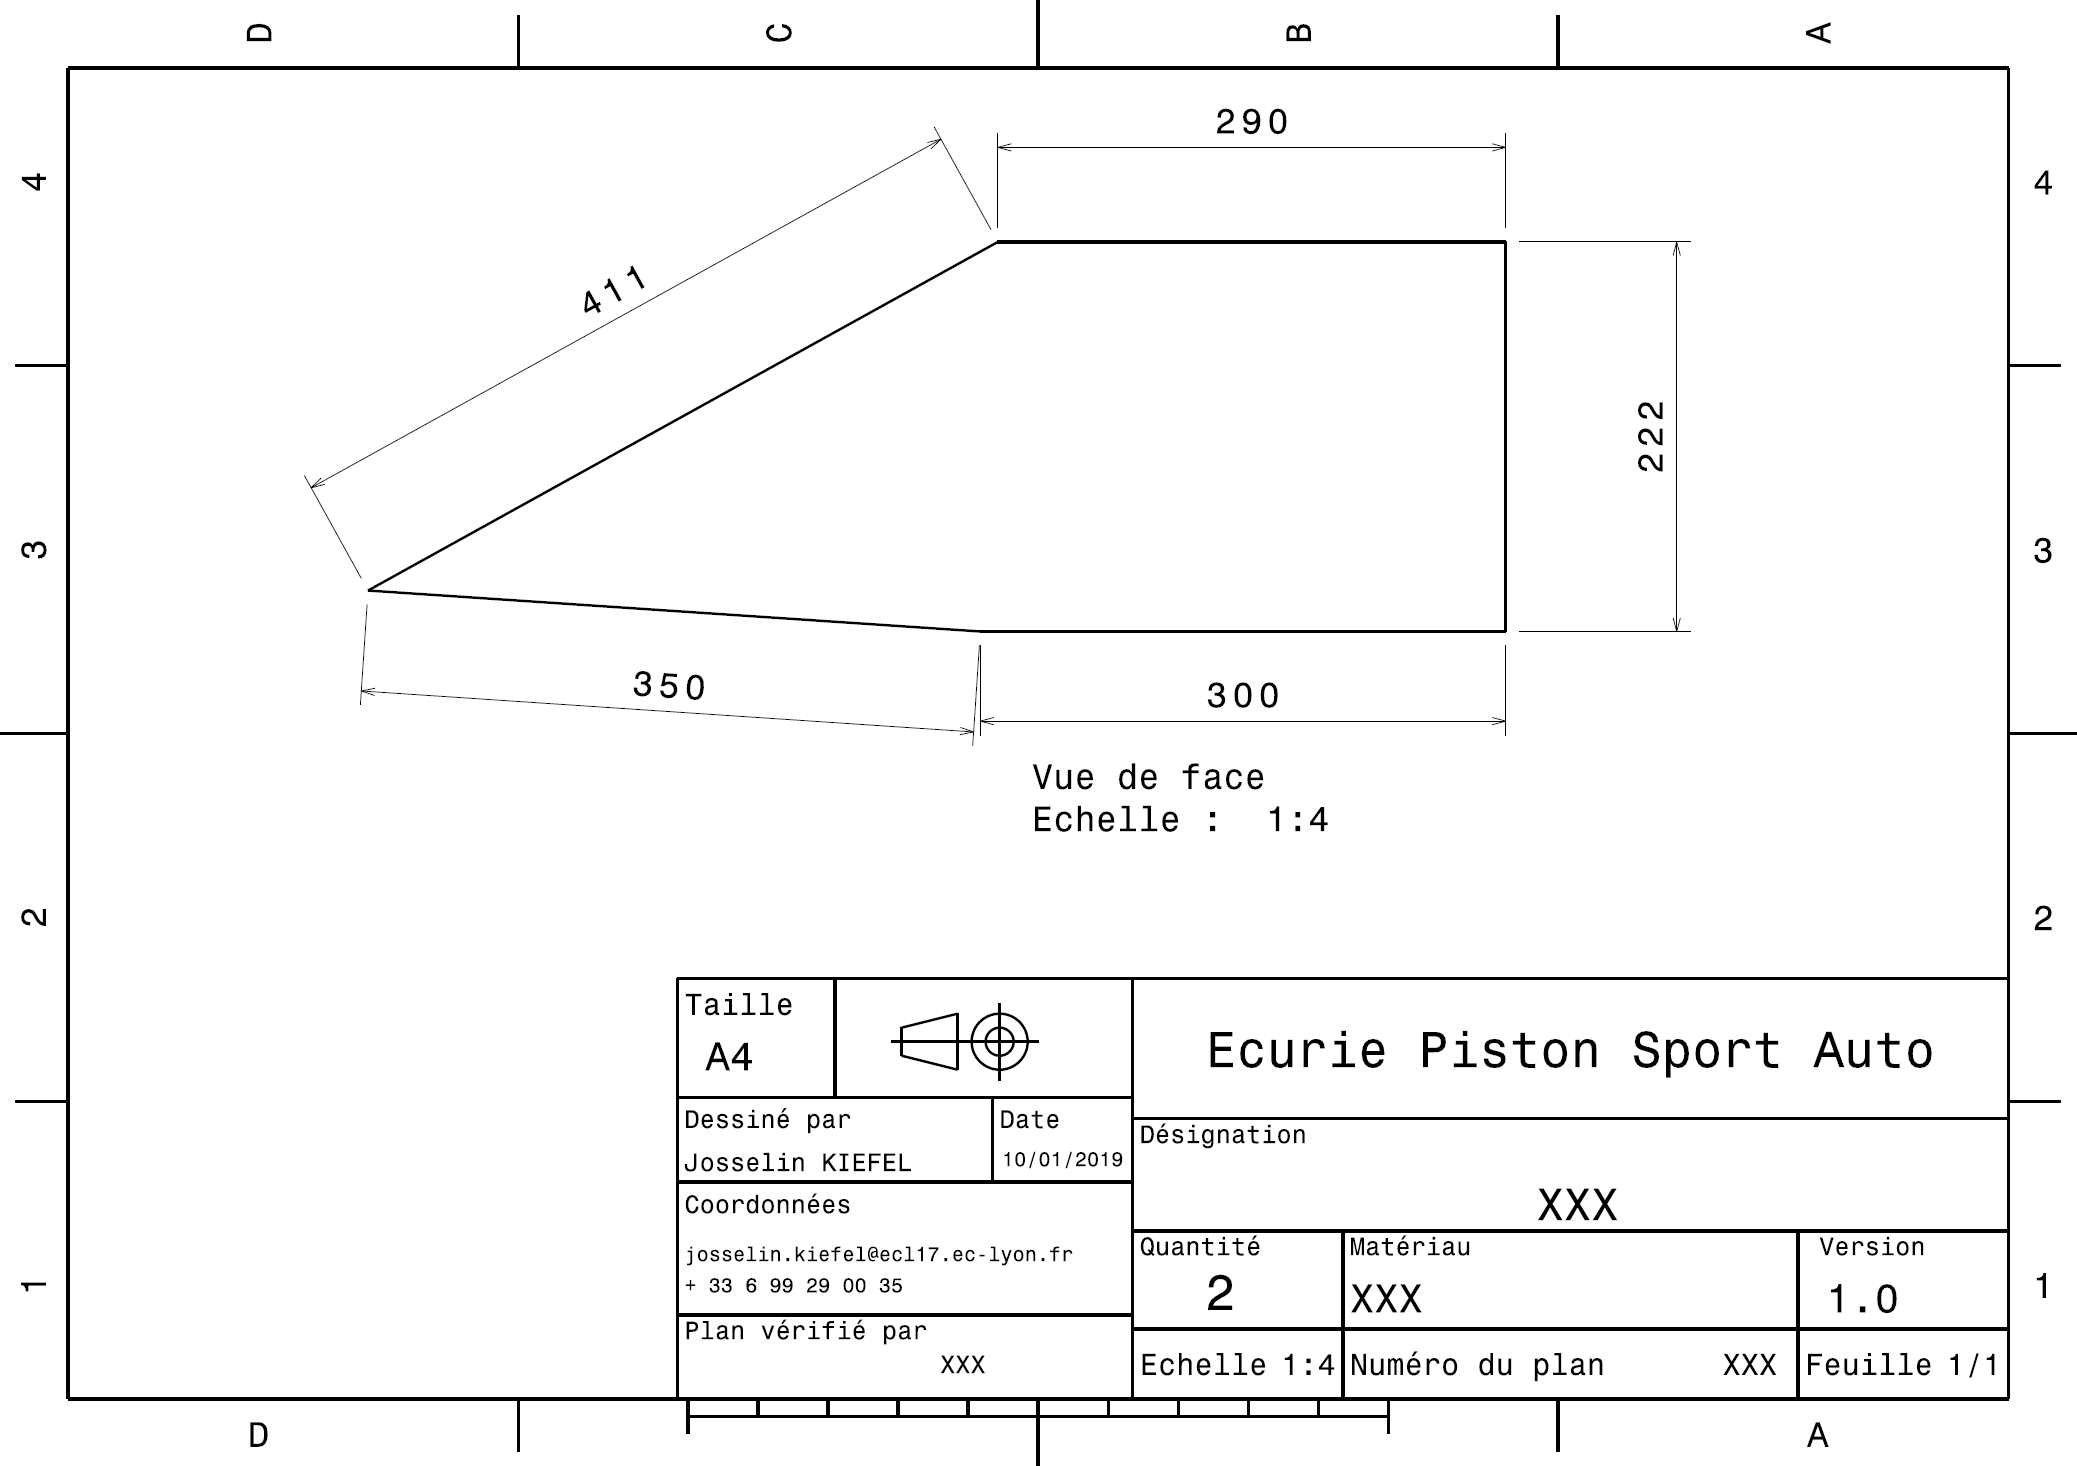 D C B A
290
4 4
411
222
3 3
350
300
Vue de face
Echelle : 1:4
2 2
Taille
A4
Ecurie Piston Sport Auto
Dessiné par
Josselin KIEFEL
Date
10/01/2019
Désignation
XXX
Coordonnées
josselin.kiefel@ecl17.ec-lyon.fr
+ 33 6 99 29 00 35
Quantité
2
Matériau
XXX
Version
1.0
1 1
Plan vérifié par
XXX
Echelle 1:4
Numéro du plan XXX
Feuille 1/1
D A